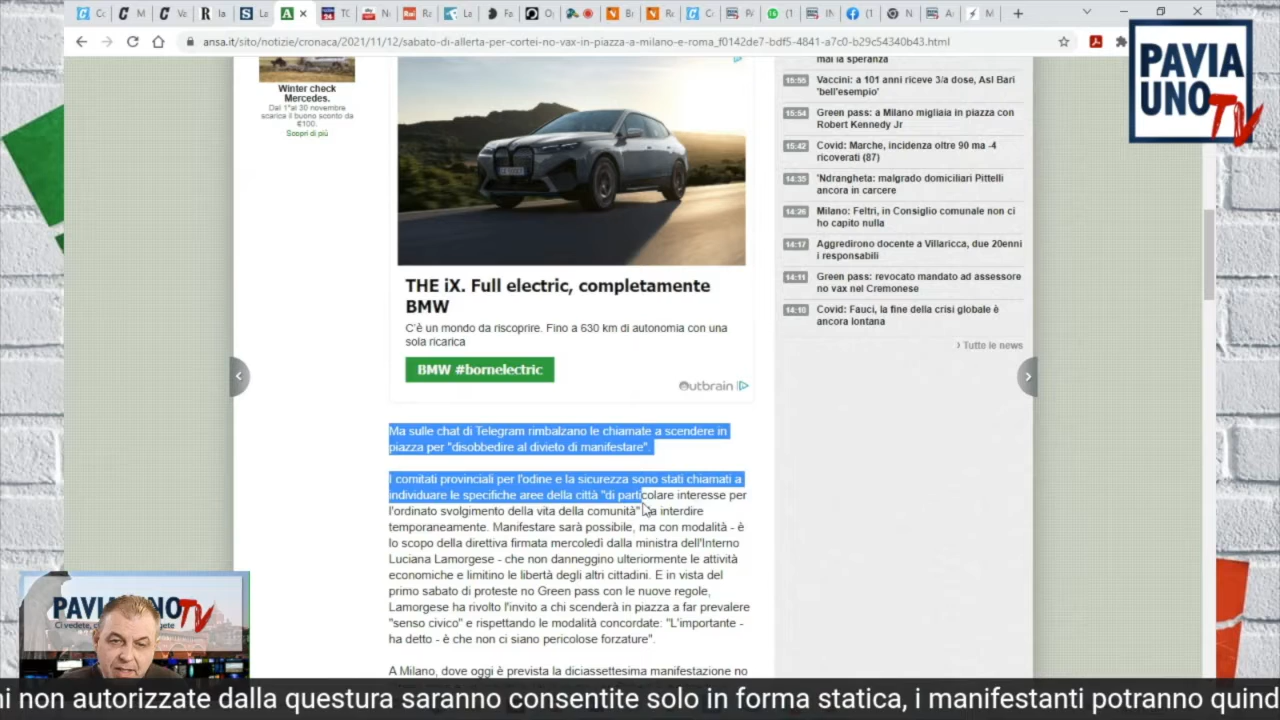 ansa.it/sito/notizie/cronaca/2021/11/12/sabato-di-allerta-per-cortei-no-vax-in-piazza-a-milano-e-roma_f0142de7-bdf5-4841-a7c0-b29c54340b43.html
PAVIA
UNO TV
Winter check
Mercedes.
Dal 1°al 30 novembre
scarica il buono sconto da
€100.
Scopri di più
THE iX. Full electric, completamente
BMW
C'è un mondo da riscoprire. Fino a 630 km di autonomia con una
sola ricarica
BMW #bornelectric
Outbrain
Ma sulle chat di Telegram rimbalzano le chiamate a scendere in
piazza per "disobbedire al divieto di manifestare".
I comitati provinciali per l'odine e la sicurezza sono stati chiamati a
individuare le specifiche aree della città "di particolare interesse per
l'ordinato svolgimento della vita della comunità" da interdire
temporaneamente. Manifestare sarà possibile, ma con modalità - è
lo scopo della direttiva firmata mercoledì dalla ministra dell'Interno
Luciana Lamorgese - che non danneggino ulteriormente le attività
economiche e limitino le libertà degli altri cittadini. E in vista del
primo sabato di proteste no Green pass con le nuove regole,
Lamorgese ha rivolto l'invito a chi scenderà in piazza a far prevalere
"senso civico" e rispettando le modalità concordate: "L'importante -
ha detto - è che non ci siano pericolose forzature".
A Milano, dove oggi è prevista la diciassettesima manifestazione no
mai la speranza
15:55 Vaccini: a 101 anni riceve 3/a dose, Asl Bari
'bell'esempio'
15:54 Green pass: a Milano migliaia in piazza con
Robert Kennedy Jr
15:42 Covid: Marche, incidenza oltre 90 ma -4
ricoverati (87)
14:35 'Ndrangheta: malgrado domiciliari Pittelli
ancora in carcere
14:26 Milano: Feltri, in Consiglio comunale non ci
ho capito nulla
14:17 Aggredirono docente a Villaricca, due 20enni
i responsabili
14:11 Green pass: revocato mandato ad assessore
no vax nel Cremonese
14:10 Covid: Fauci, la fine della crisi globale è
ancora lontana
› Tutte le news
ni non autorizzate dalla questura saranno consentite solo in forma statica, i manifestanti potranno quind